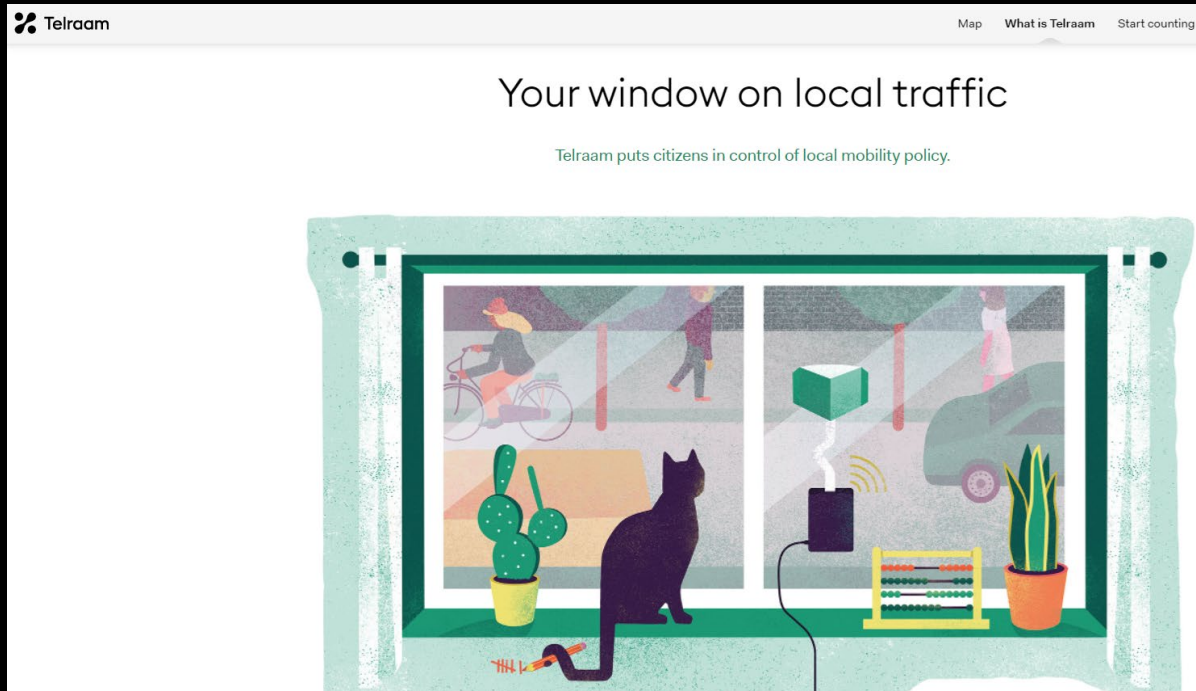 Telraam
Map What is Telraam Start counting
Your window on local traffic
Telraam puts citizens in control of local mobility policy.